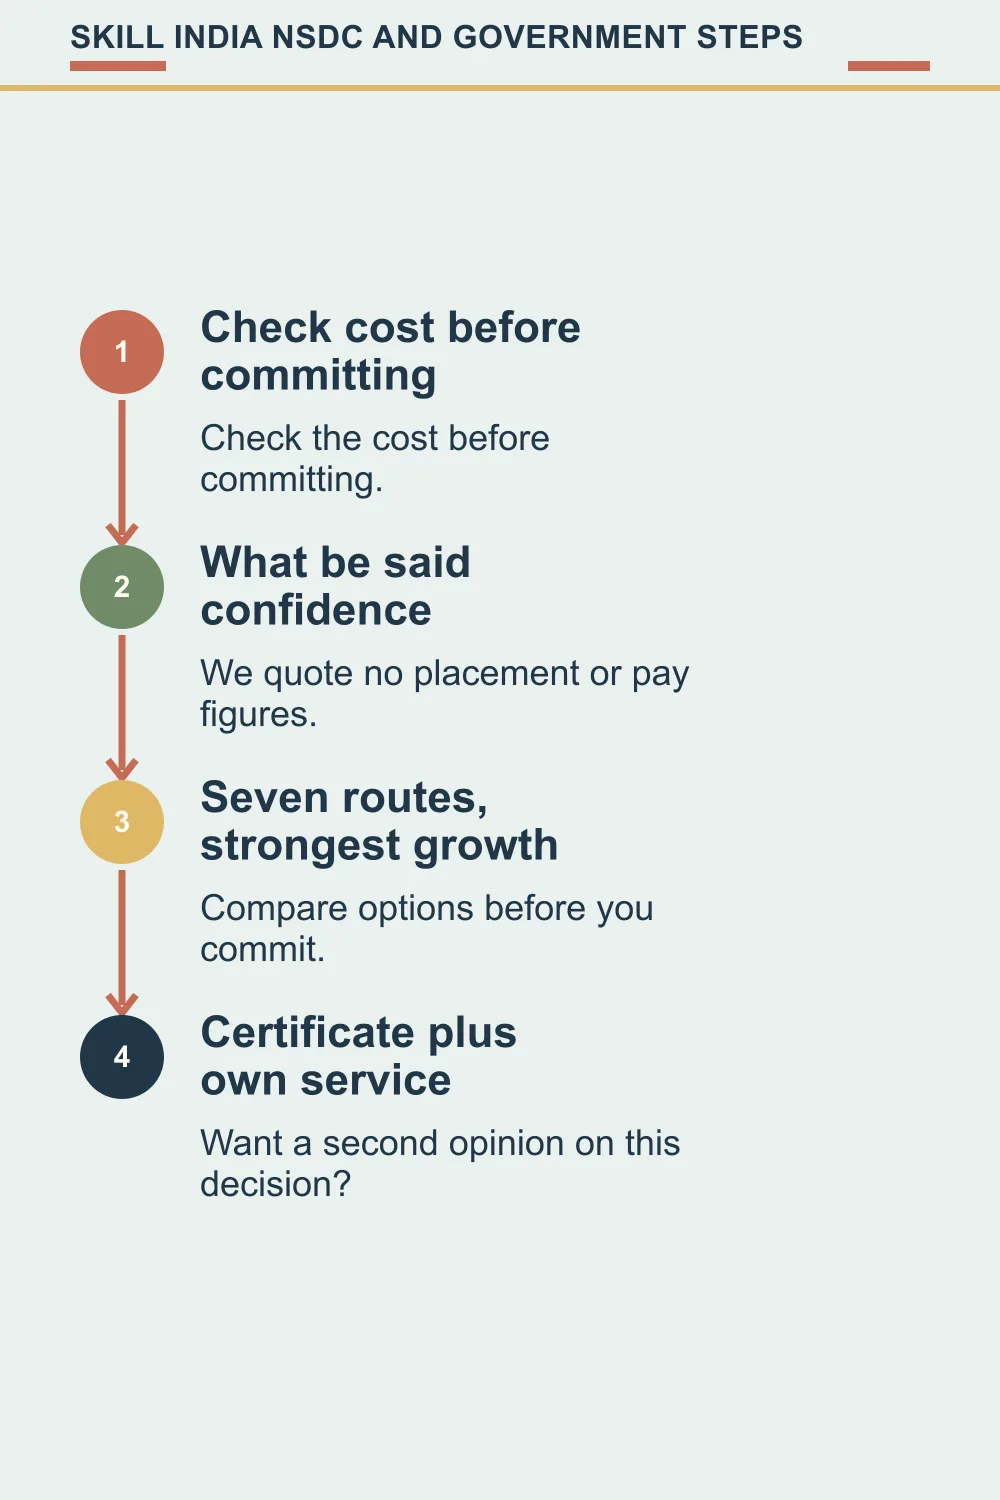 SKILL INDIA NSDC AND GOVERNMENT STEPS
1
Check cost before
committing
Check the cost before
committing.
2
What be said
confidence
We quote no placement or pay
figures.
3
Seven routes,
strongest growth
Compare options before you
commit.
4
Certificate plus
own service
Want a second opinion on this
decision?